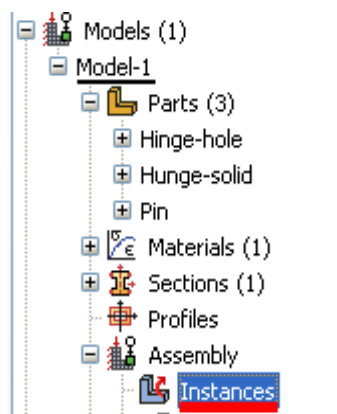 Models (1)
Model-1
Parts (3)
Hinge-hole
Hunge-solid
Pin
Materials (1)
Sections (1)
Profiles
Assembly
Instances